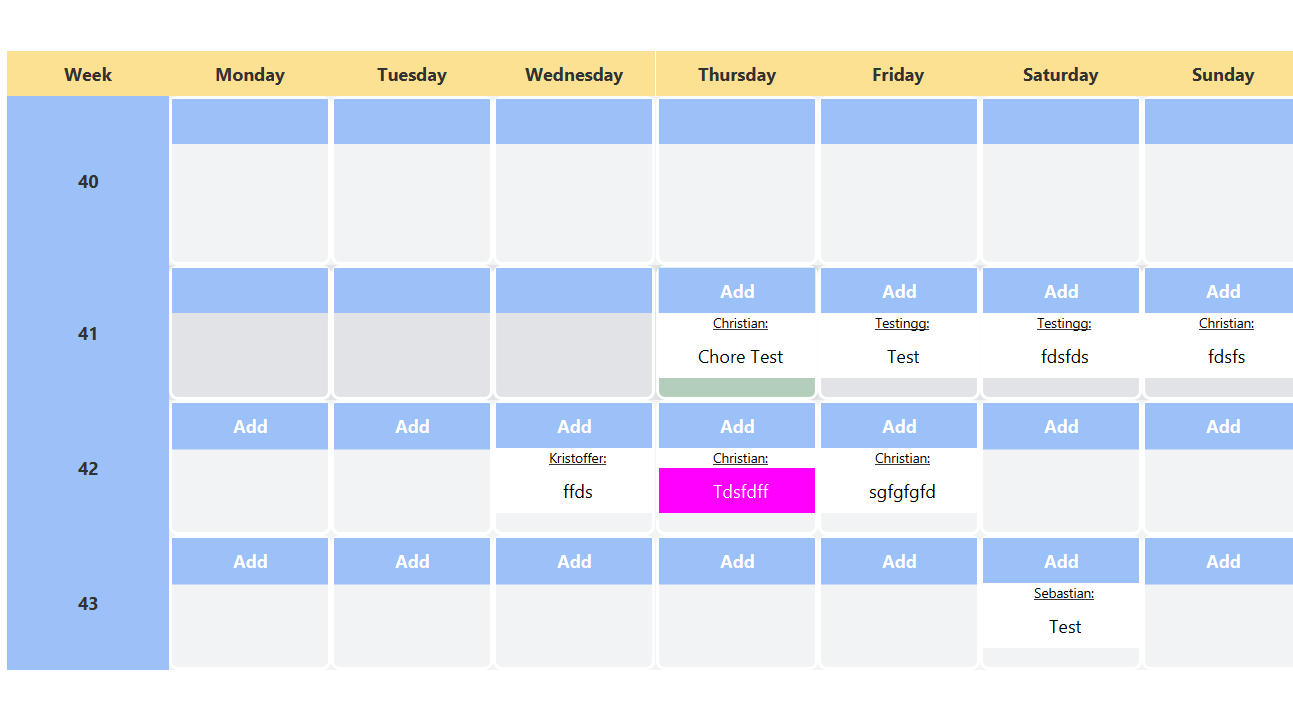 Week Monday Tuesday Wednesday Thursday Friday Saturday Sunday
40
41
Add Add Add Add
Christian: Testingg: Testingg: Christian:
Chore Test Test fdsfds fdsfs
42
Add Add Add Add Add Add Add
Kristoffer: Christian: Christian:
ffds Tdsfdff sgfgfgfd
43
Add Add Add Add Add Add Add
Sebastian:
Test